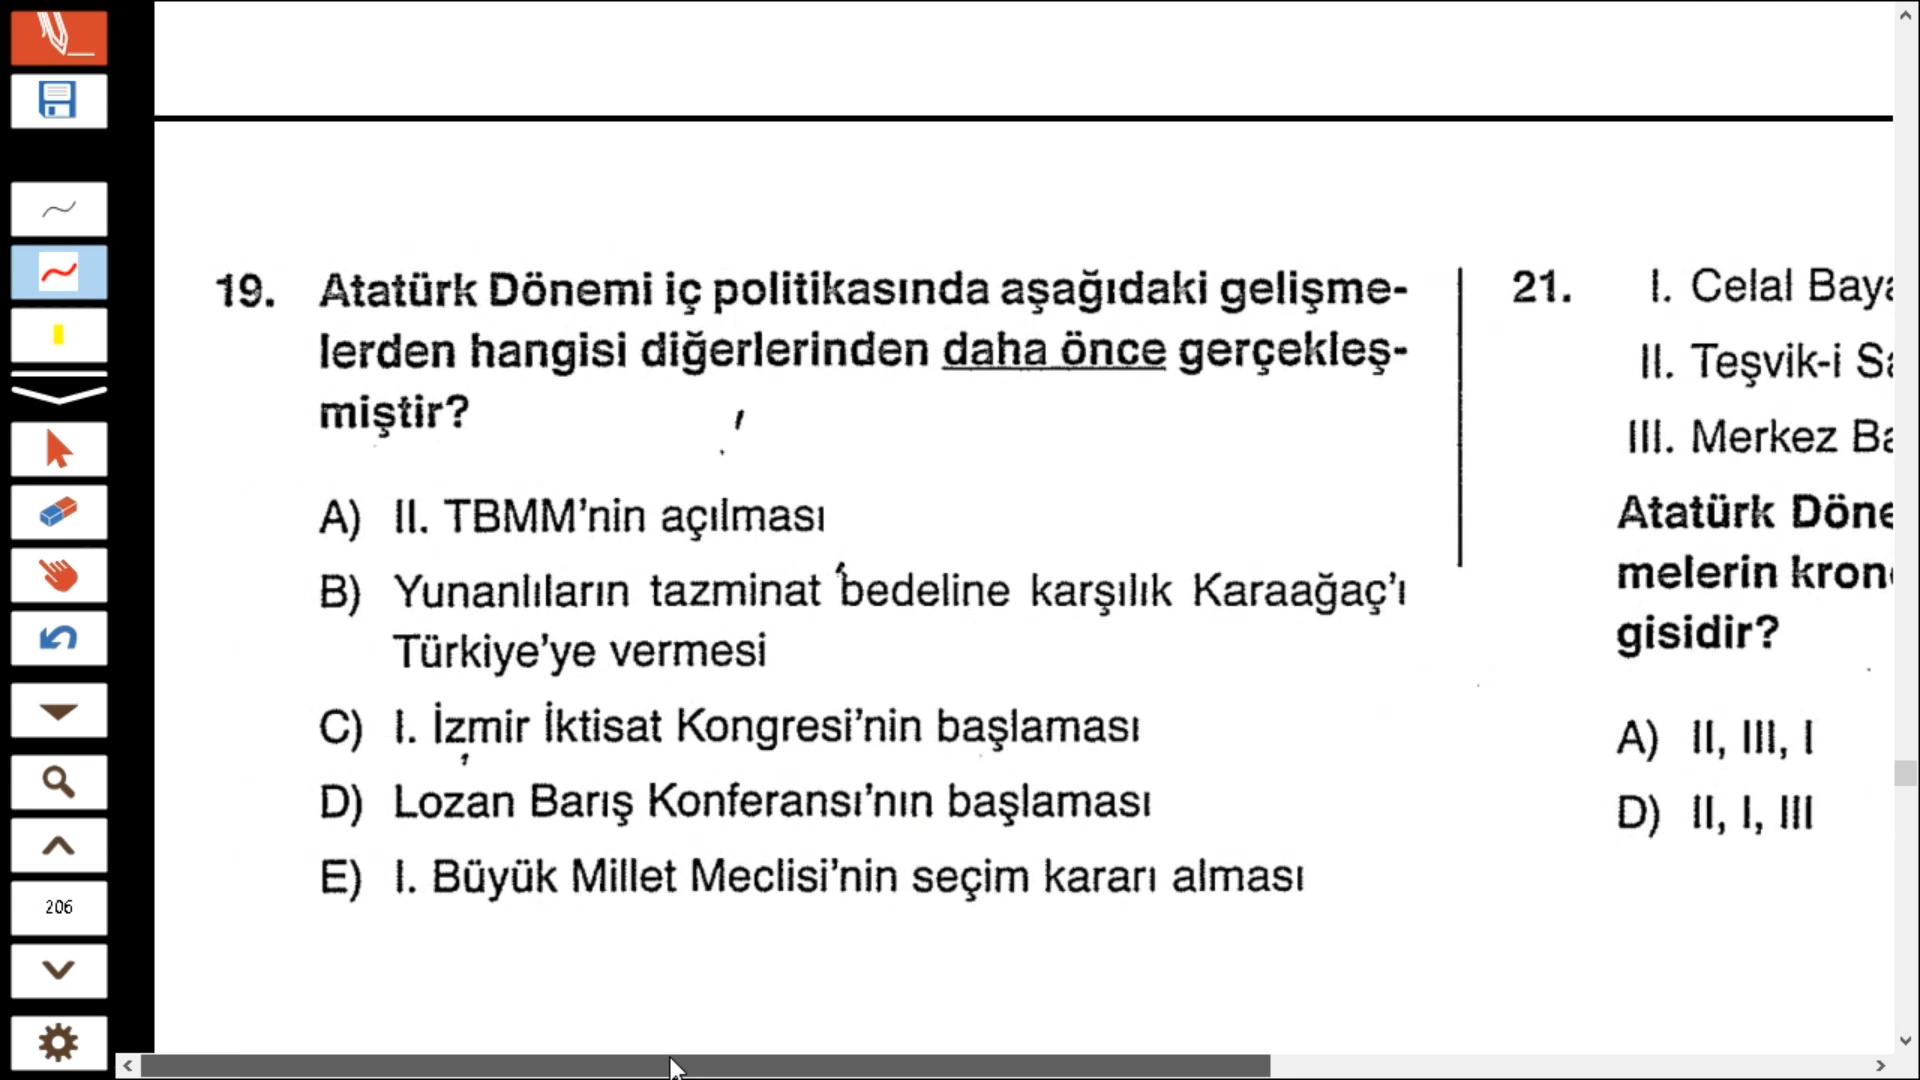 19. Atatürk Dönemi iç politikasında aşağıdaki gelişme-
lerden hangisi diğerlerinden daha önce gerçekleş-
miştir?
A) II. TBMM'nin açılması
B) Yunanlıların tazminat bedeline karşılık Karaağaç'ı
Türkiye'ye vermesi
C) I. İzmir İktisat Kongresi'nin başlaması
D) Lozan Barış Konferansı'nın başlaması
E) I. Büyük Millet Meclisi'nin seçim kararı alması
21. I. Celal
II. Teşvik-i
III. Merkez
Atatürk
melerin
gisidir?
A) II, III, I
D) II, I, III
206